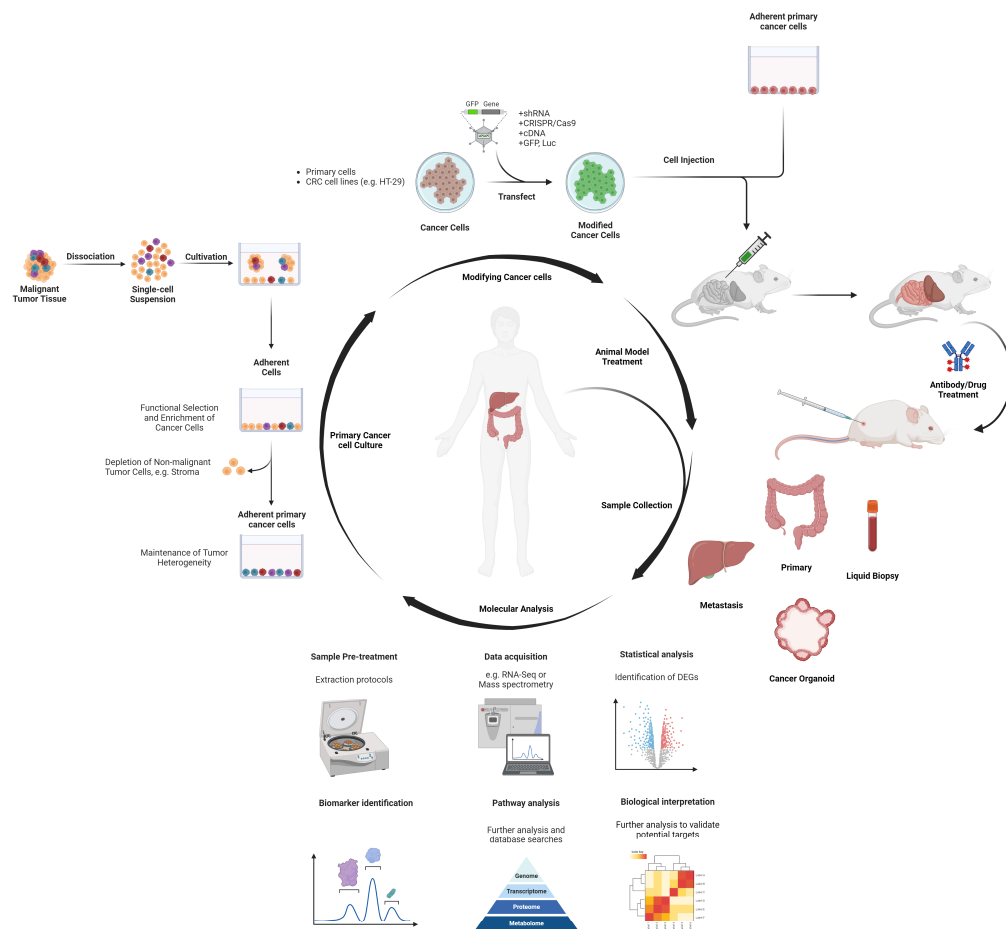 Adherent primary
cancer cells
GFP Gene
+shRNA
+CRISPR/Cas9
+cDNA
+GFP, Luc
• Primary cells
• CRC cell lines (e.g. HT-29)
Transfect
Cell Injection
Cancer Cells
Modified
Cancer Cells
Dissociation
Cultivation
Malignant
Tumor Tissue
Single-cell
Suspension
Modifying Cancer cells
Animal Model
Treatment
Antibody/Drug
Treatment
Adherent
Cells
Functional Selection
and Enrichment of
Cancer Cells
Primary Cancer
cell Culture
Depletion of Non-malignant
Tumor Cells, e.g. Stroma
Adherent primary
cancer cells
Maintenance of Tumor
Heterogeneity
Sample Collection
Primary
Liquid Biopsy
Metastasis
Cancer Organoid
Molecular Analysis
Sample Pre-treatment
Extraction protocols
Data acquisition
e.g. RNA-Seq or
Mass spectrometry
Statistical analysis
Identification of DEGs
Biomarker identification
Pathway analysis
Further analysis and
database searches
Genome
Transcriptome
Proteome
Metabolome
Biological interpretation
Further analysis to validate
potential targets